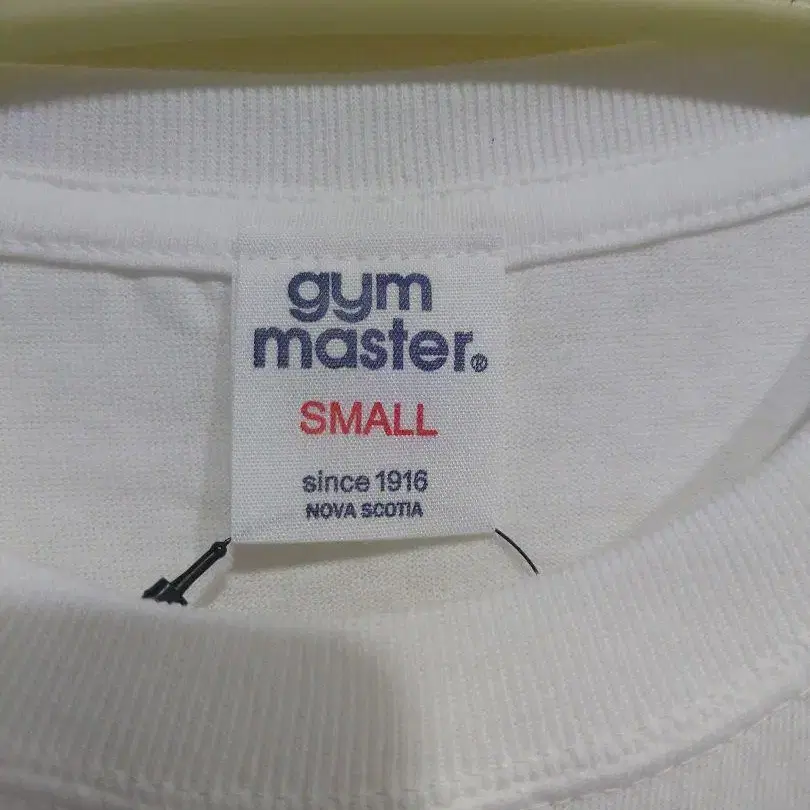 gym
master®
SMALL
since 1916
NOVA SCOTIA